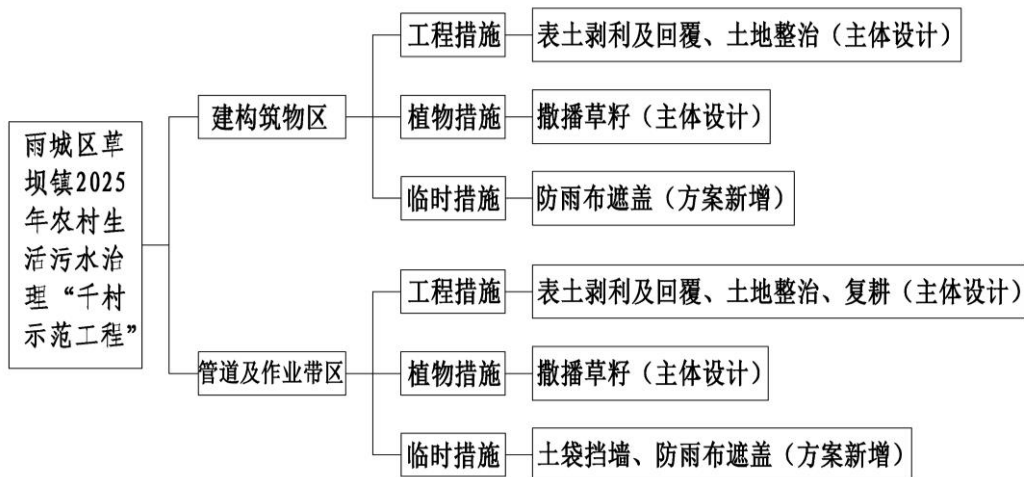 雨城区草
坝镇2025
年农村生
活污水治
理“千村
示范工程”
建构筑物区
工程措施
表土剥利及回覆、土地整治（主体设计）
植物措施
撒播草籽（主体设计）
临时措施
防雨布遮盖（方案新增）
管道及作业带区
工程措施
表土剥利及回覆、土地整治、复耕（主体设计）
植物措施
撒播草籽（主体设计）
临时措施
土袋挡墙、防雨布遮盖（方案新增）